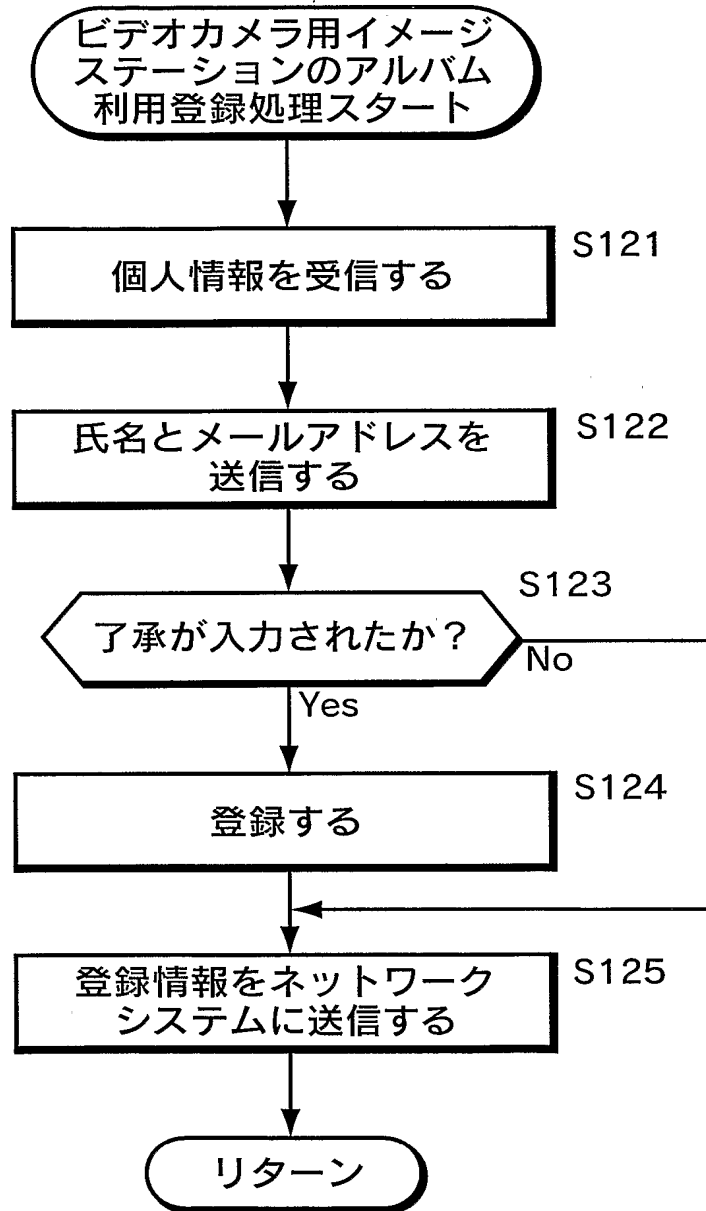 ビデオカメラ用イメージ
ステーションのアルバム
利用登録処理スタート
S121
個人情報を受信する
S122
氏名とメールアドレスを
送信する
S123
了承が入力されたか？
No
Yes
S124
登録する
S125
登録情報をネットワーク
システムに送信する
リターン